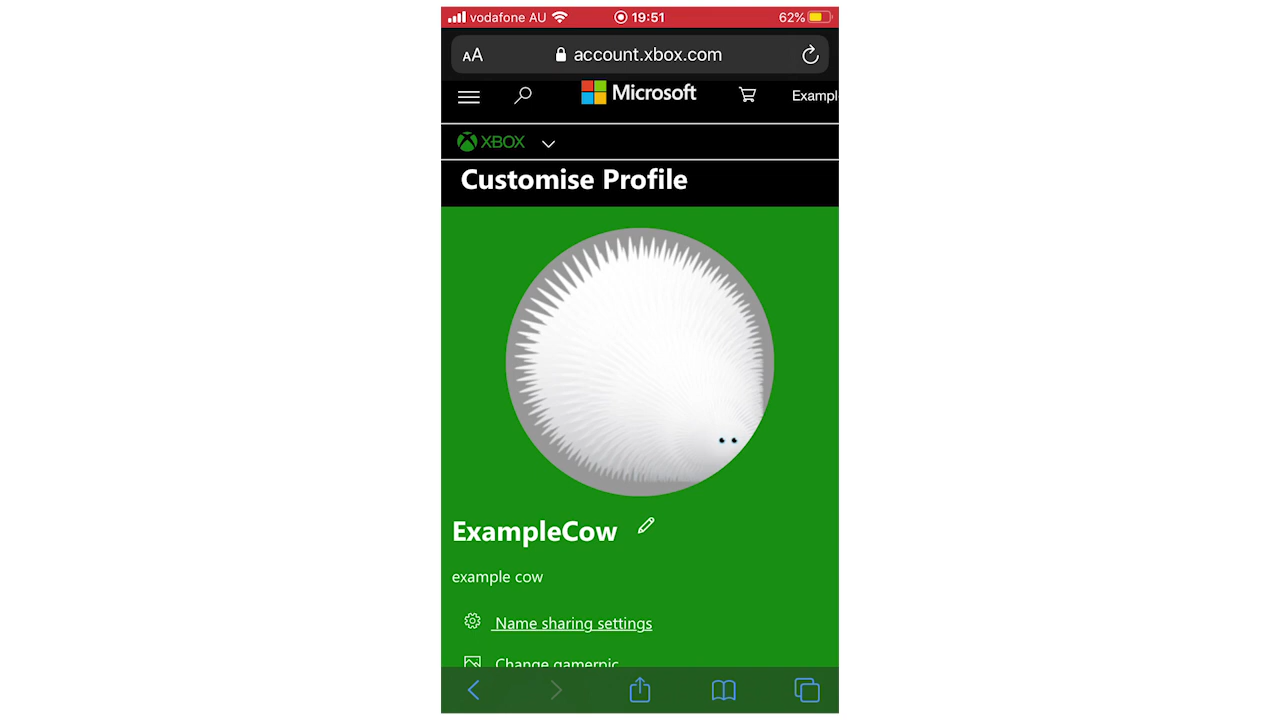 vodafone AU 19:51 62%
AA account.xbox.com
Microsoft Exampl
XBOX
Customise Profile
ExampleCow
example cow
Name sharing settings
Change gamerpic